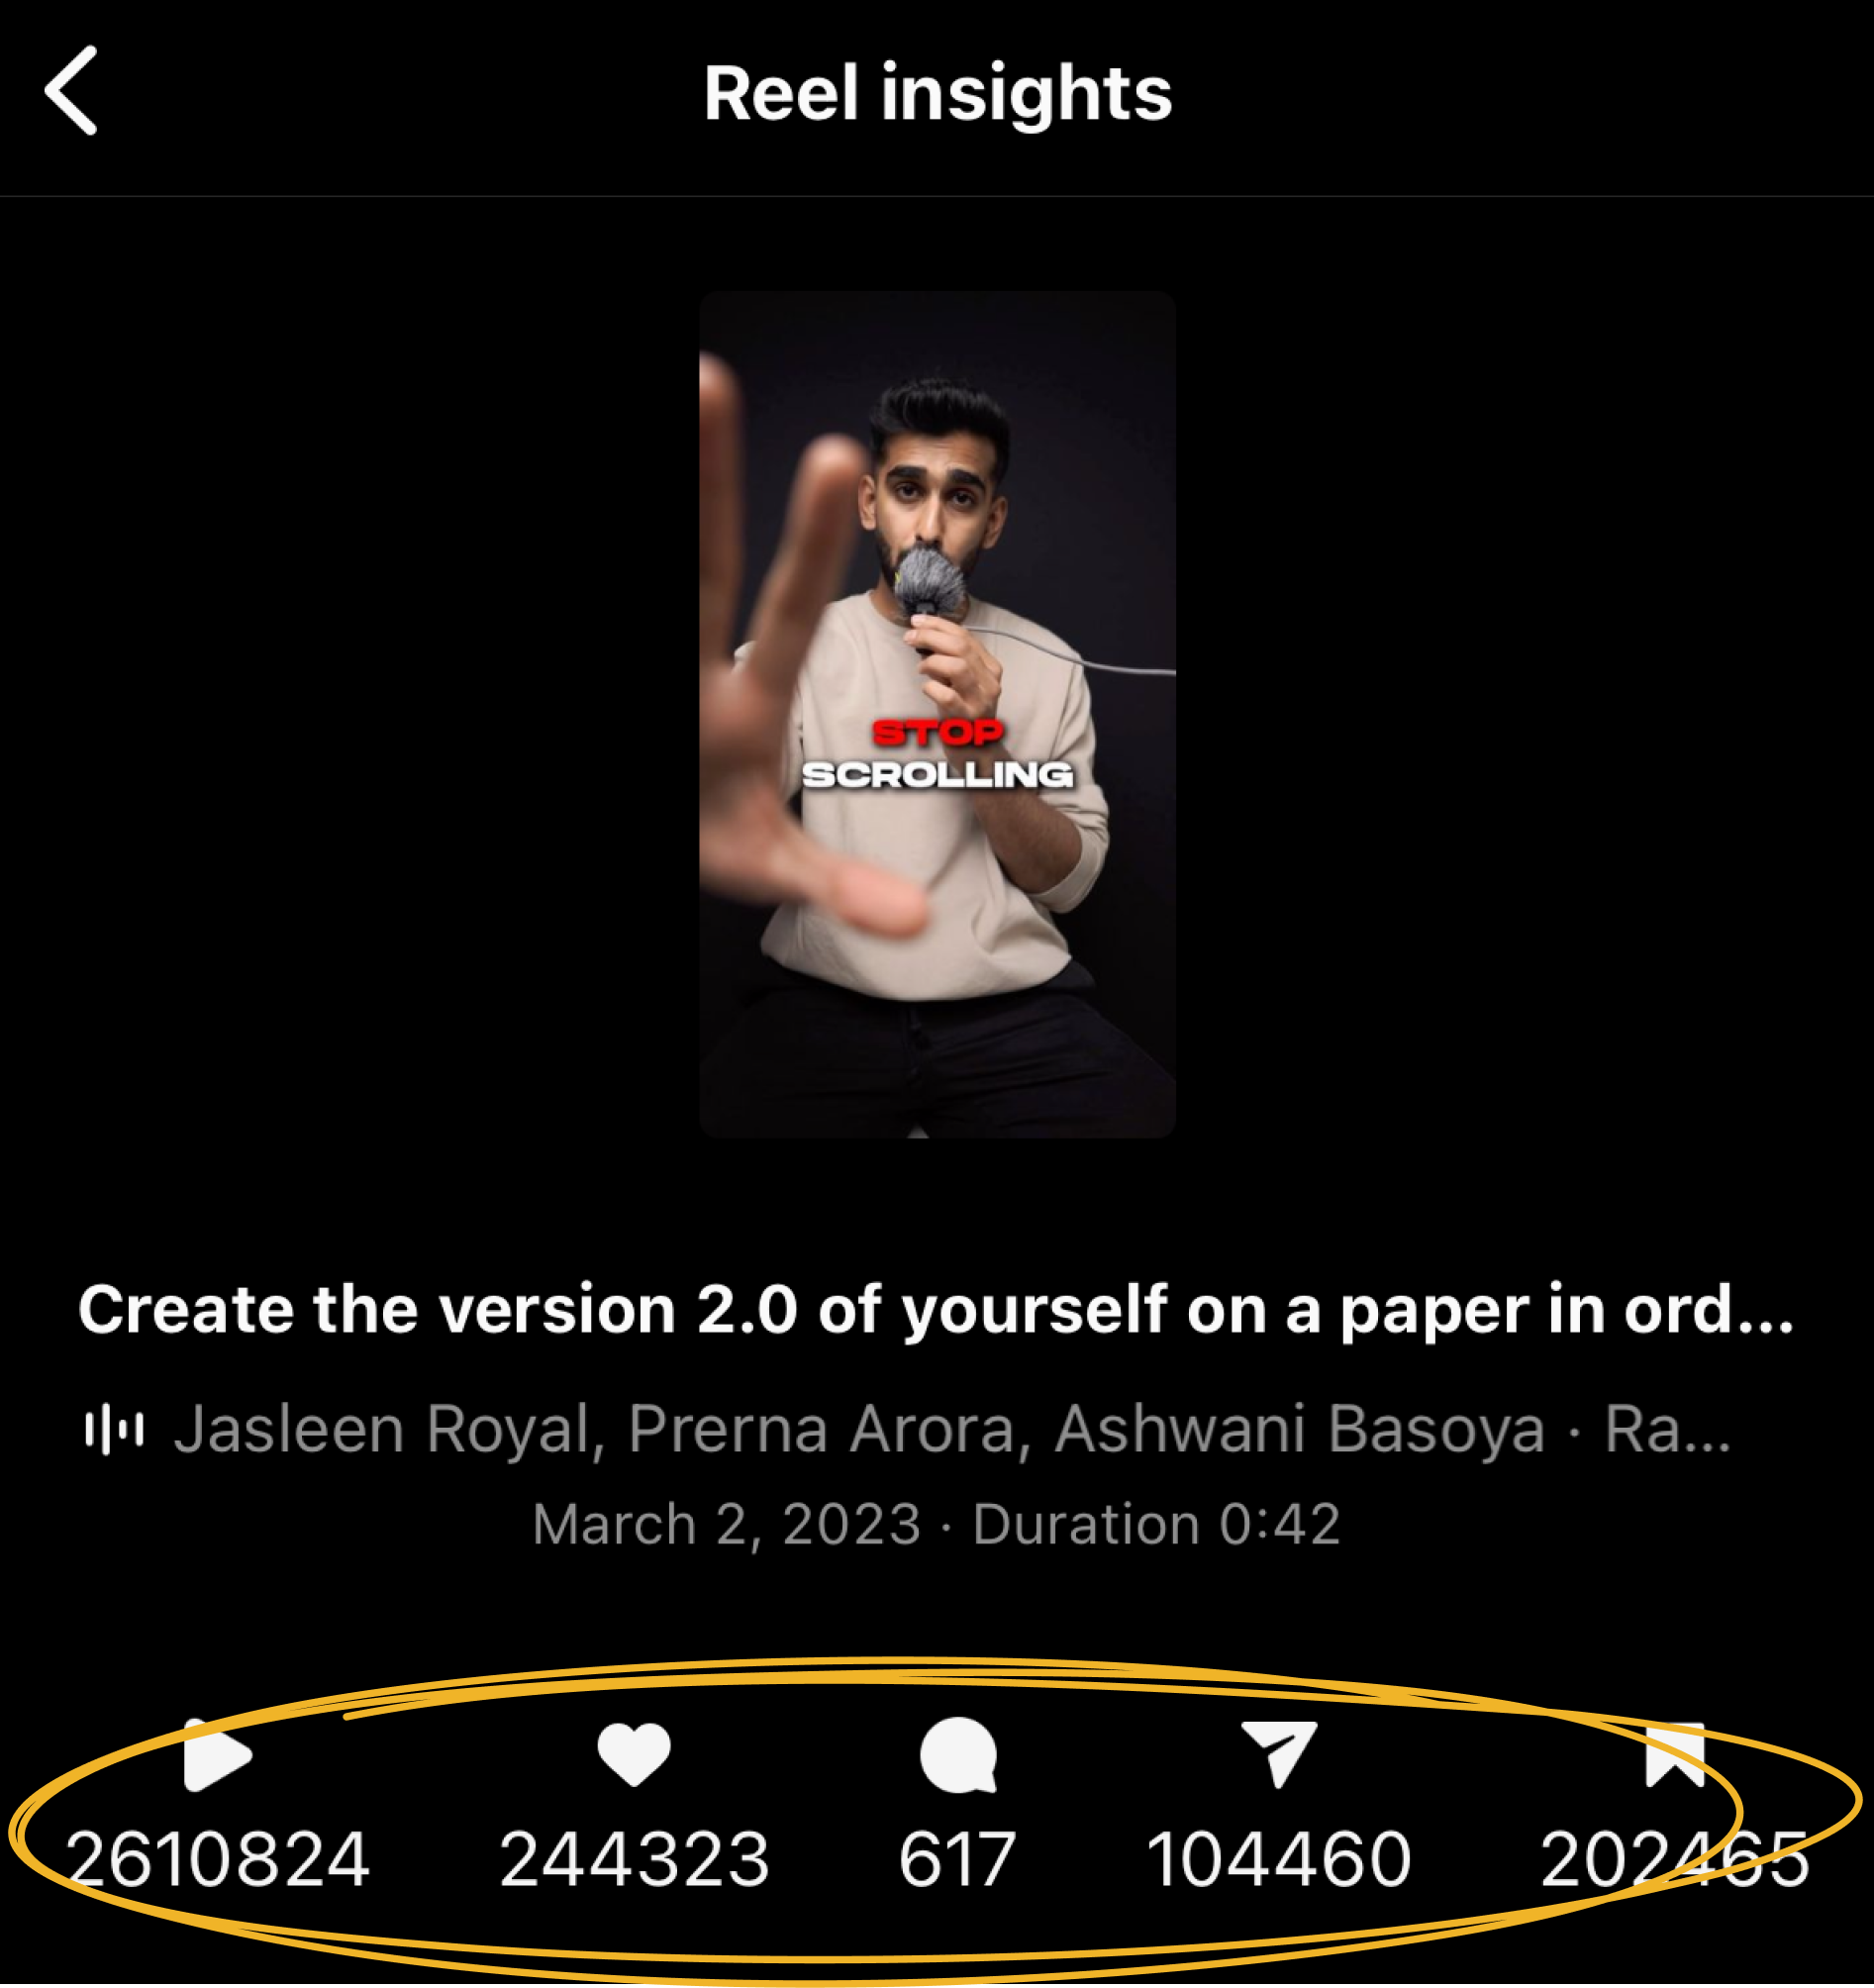 Reel insights
STOP
SCROLLING
Create the version 2.0 of yourself on a paper in ord...
Jasleen Royal, Prerna Arora, Ashwani Basoya · Ra...
March 2, 2023 · Duration 0:42
2610824 244323 617 104460 202465